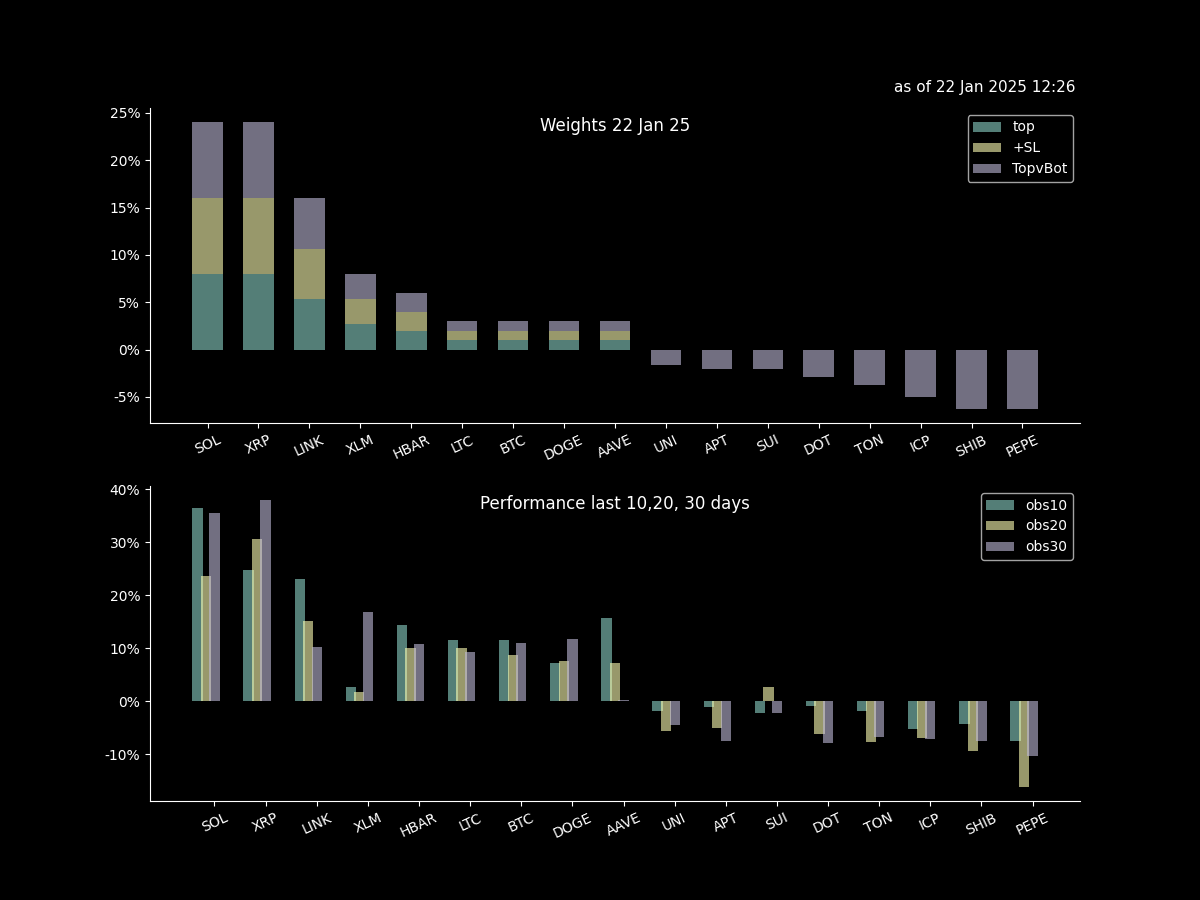 as of 22 Jan 2025 12:26
Weights 22 Jan 25
top
+SL
TopvBot
25%
20%
15%
10%
5%
0%
-5%
SOL XRP LINK XLM HBAR LTC BTC DOGE AAVE UNI APT SUI DOT TON ICP SHIB PEPE
Performance last 10,20, 30 days
obs10
obs20
obs30
40%
30%
20%
10%
0%
-10%
SOL XRP LINK XLM HBAR LTC BTC DOGE AAVE UNI APT SUI DOT TON ICP SHIB PEPE